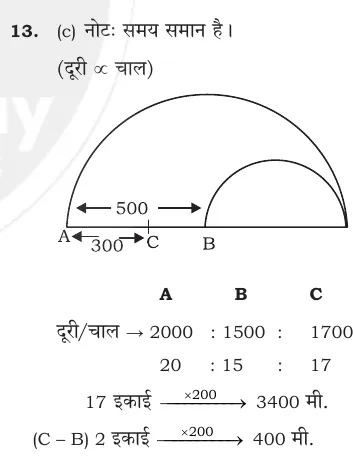 13. (c) नोटः समय समान है।
(दूरी ∝ चाल)
500
A 300 C B
A B C
दूरी/चाल → 2000 : 1500 : 1700
20 : 15 : 17
17 इकाई ×200→ 3400 मी.
(C – B) 2 इकाई ×200→ 400 मी.